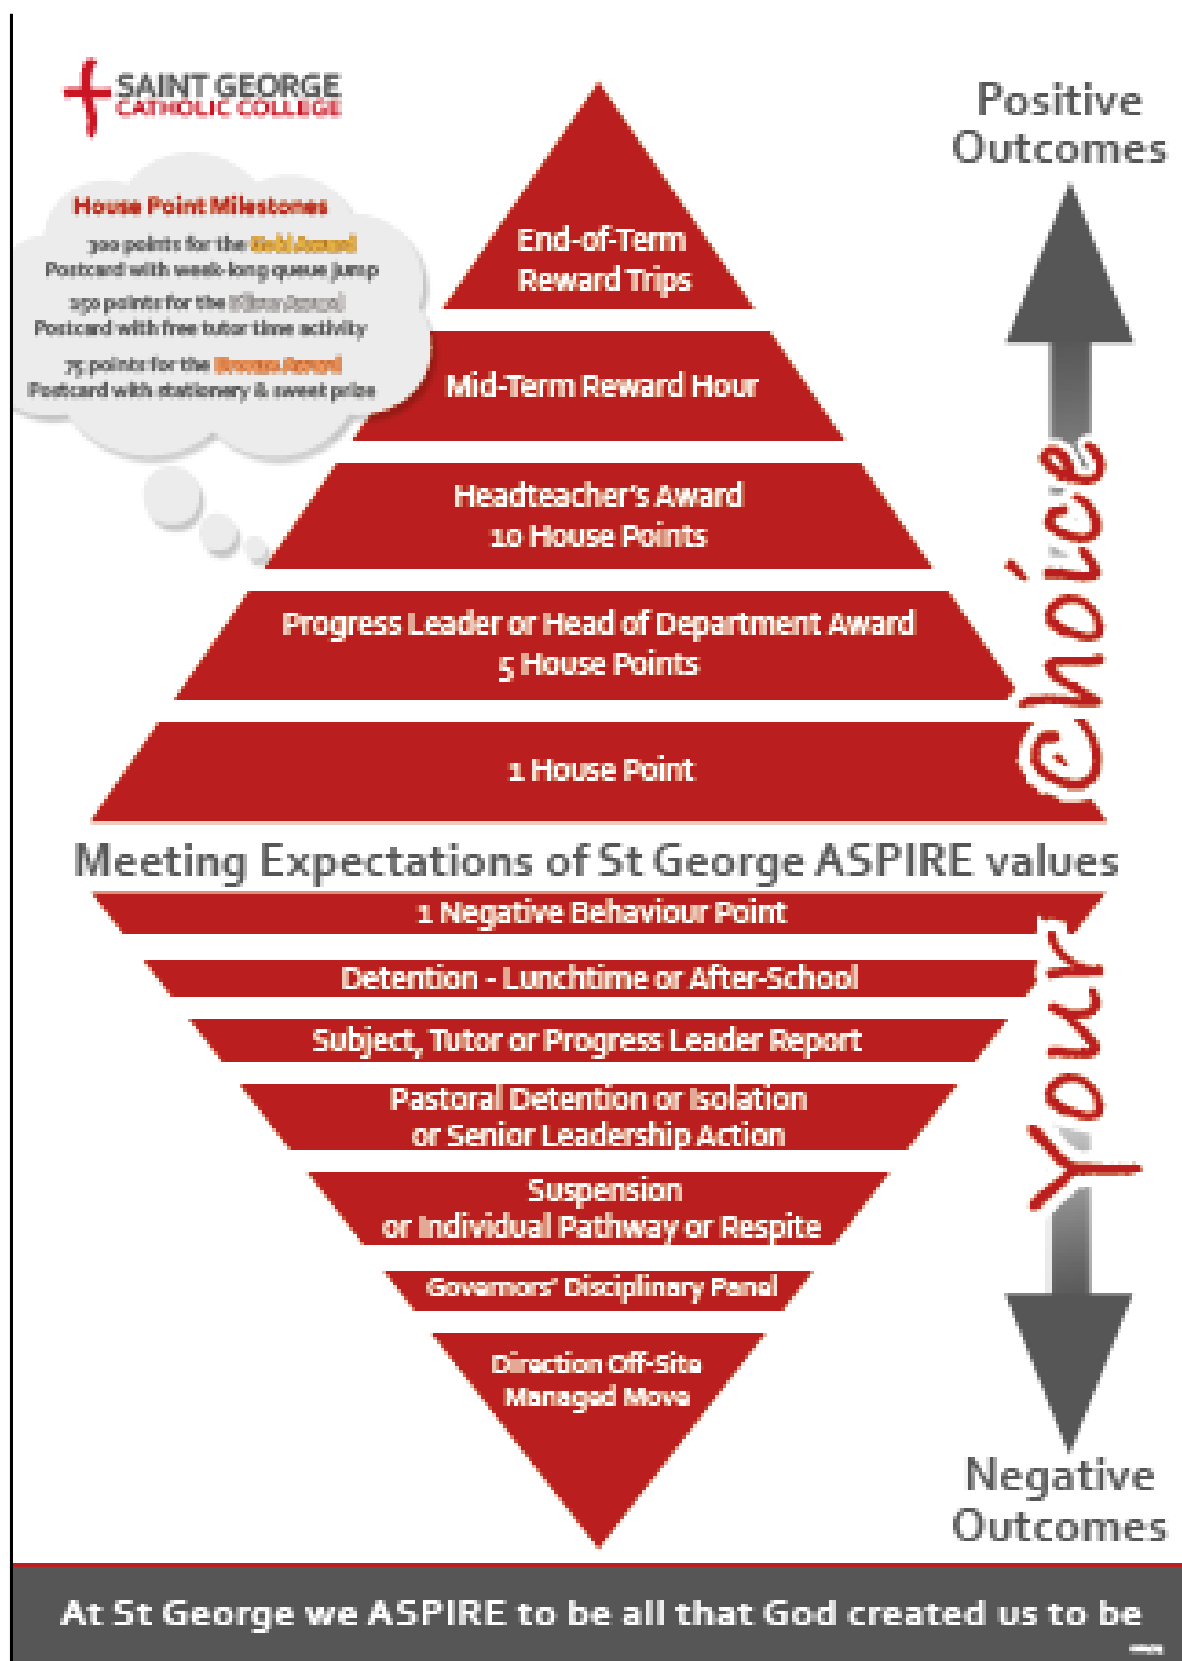 SAINT GEORGE
CATHOLIC COLLEGE
House Point Milestones
300 points for the Gold Award
Postcard with week-long queue jump
150 points for the Silver Award
Postcard with free tutor time activity
75 points for the Bronze Award
Postcard with stationery & sweet prize
Positive
Outcomes
End-of-Term
Reward Trips
Mid-Term Reward Hour
Headteacher's Award
10 House Points
Progress Leader or Head of Department Award
5 House Points
1 House Point
Your Choice
Meeting Expectations of St George ASPIRE values
1 Negative Behaviour Point
Detention - Lunchtime or After-School
Subject, Tutor or Progress Leader Report
Pastoral Detention or Isolation
or Senior Leadership Action
Suspension
or Individual Pathway or Respite
Governors' Disciplinary Panel
Direction Off-Site
Managed Move
Negative
Outcomes
At St George we ASPIRE to be all that God created us to be